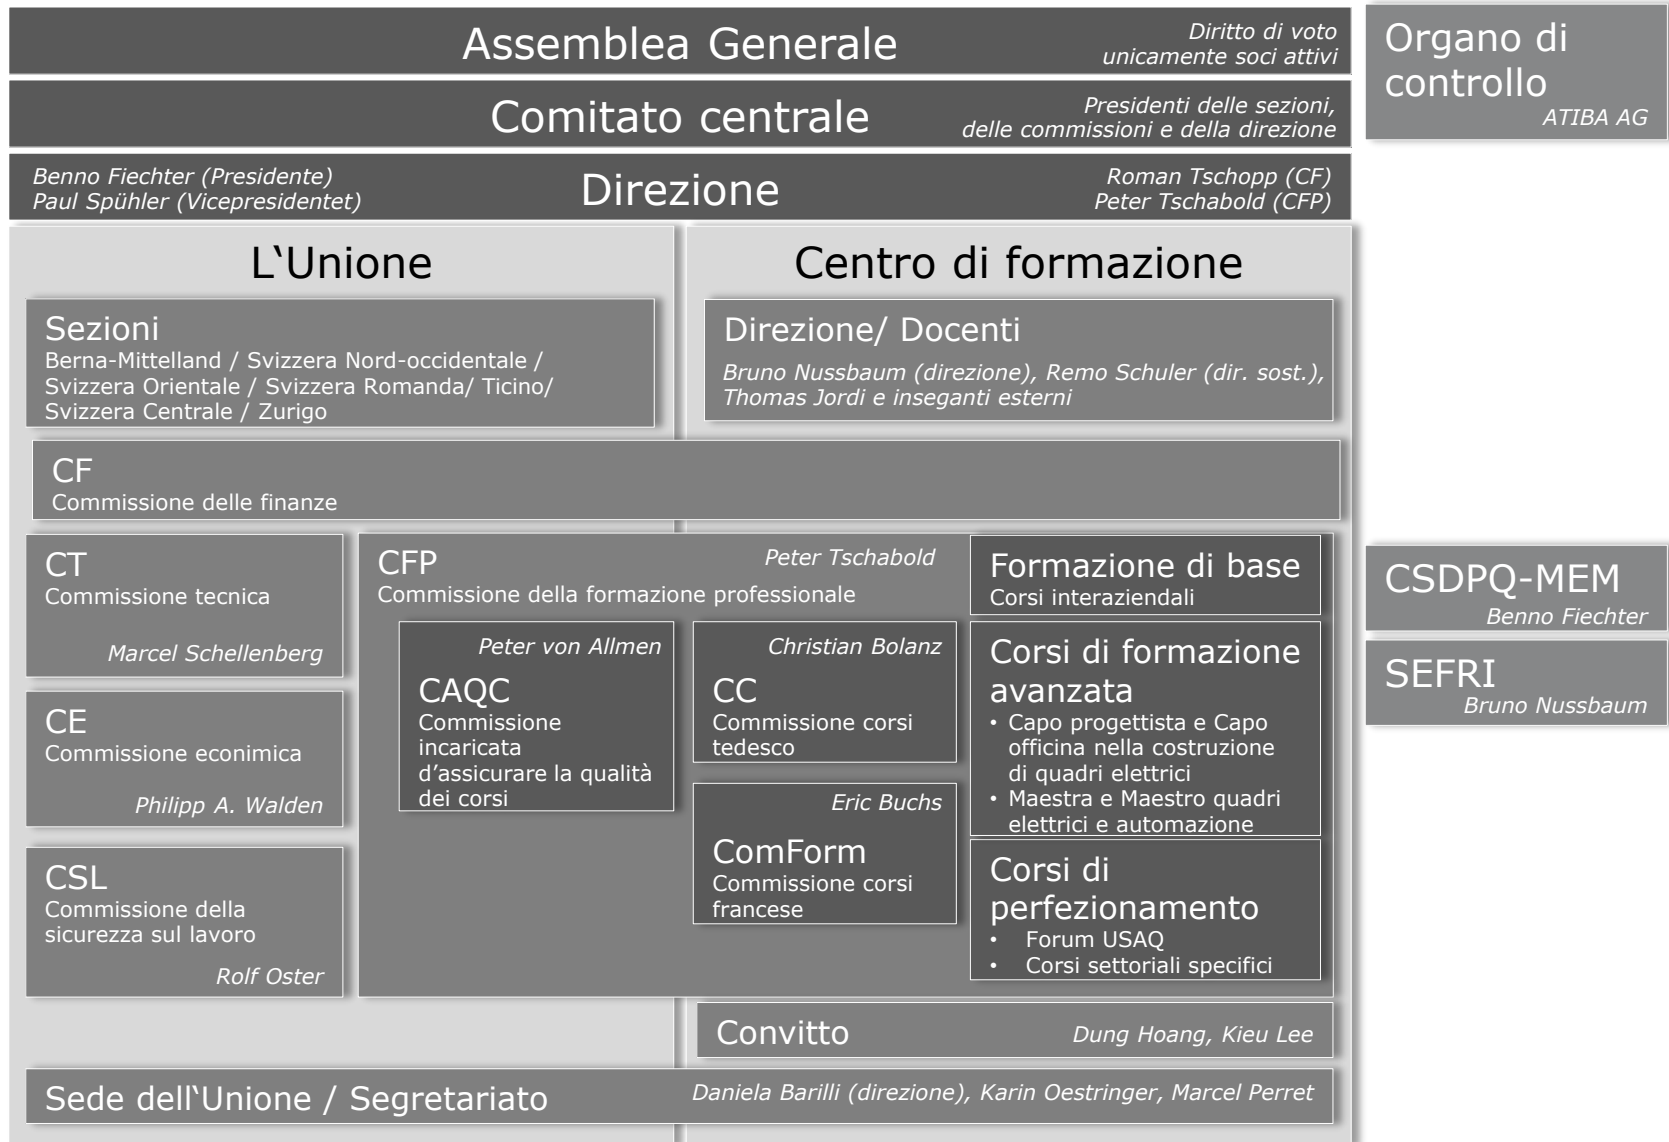 Assemblea Generale
Diritto di voto
unicamente soci attivi
Organo di
controllo
ATIBA AG
Comitato centrale
Presidenti delle sezioni,
delle commissioni e della direzione
Benno Fiechter (Presidente)
Paul Spühler (Vicepresidentet)
Direzione
Roman Tschopp (CF)
Peter Tschabold (CFP)
L‘Unione
Centro di formazione
Sezioni
Berna-Mittelland / Svizzera Nord-occidentale /
Svizzera Orientale / Svizzera Romanda/ Ticino/
Svizzera Centrale / Zurigo
Direzione/ Docenti
Bruno Nussbaum (direzione), Remo Schuler (dir. sost.),
Thomas Jordi e inseganti esterni
CF
Commissione delle finanze
CT
Commissione tecnica
Marcel Schellenberg
CE
Commissione econimica
Philipp A. Walden
CSL
Commissione della
sicurezza sul lavoro
Rolf Oster
CFP
Peter Tschabold
Commissione della formazione professionale
Peter von Allmen
CAQC
Commissione
incaricata
d’assicurare la qualità
dei corsi
Christian Bolanz
CC
Commissione corsi
tedesco
Eric Buchs
ComForm
Commissione corsi
francese
Formazione di base
Corsi interaziendali
Corsi di formazione
avanzata
• Capo progettista e Capo
officina nella costruzione
di quadri elettrici
• Maestra e Maestro quadri
elettrici e automazione
Corsi di
perfezionamento
• Forum USAQ
• Corsi settoriali specifici
CSDPQ-MEM
Benno Fiechter
SEFRI
Bruno Nussbaum
Convitto
Dung Hoang, Kieu Lee
Sede dell‘Unione / Segretariato
Daniela Barilli (direzione), Karin Oestringer, Marcel Perret